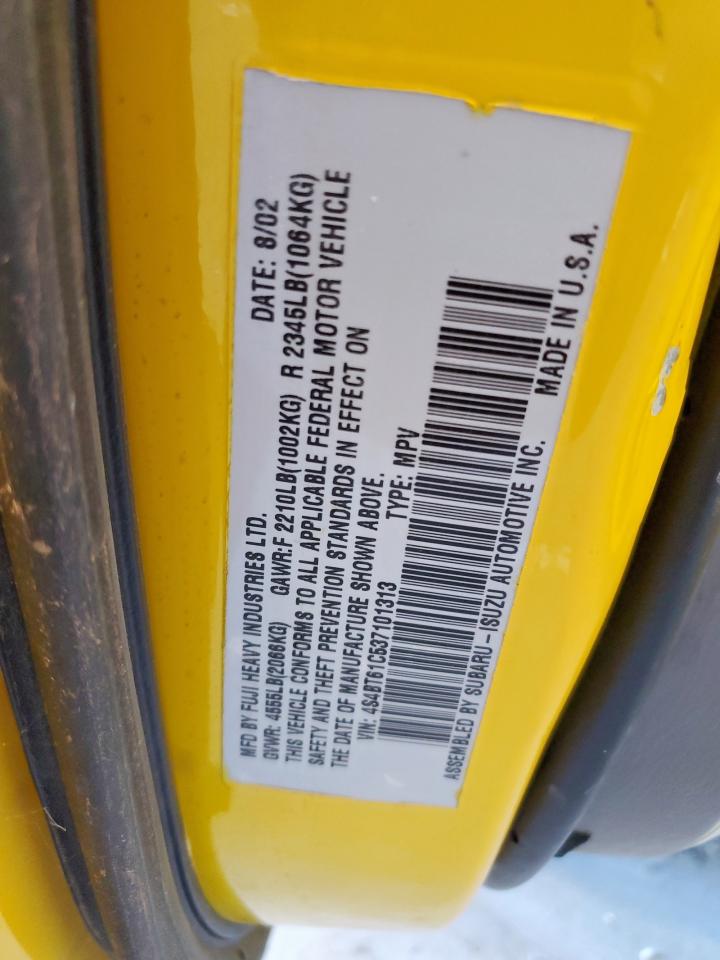 MFD BY FUJI HEAVY INDUSTRIES LTD. DATE: 8/02
GVWR: 4555LB(2066KG) GAWR:F 2210LB(1002KG) R 2345LB(1064KG)
THIS VEHICLE CONFORMS TO ALL APPLICABLE FEDERAL MOTOR VEHICLE
SAFETY AND THEFT PREVENTION STANDARDS IN EFFECT ON
THE DATE OF MANUFACTURE SHOWN ABOVE.
VIN: 4S4BT61C537101313 TYPE: MPV
ASSEMBLED BY SUBARU-ISUZU AUTOMOTIVE INC. MADE IN U.S.A.